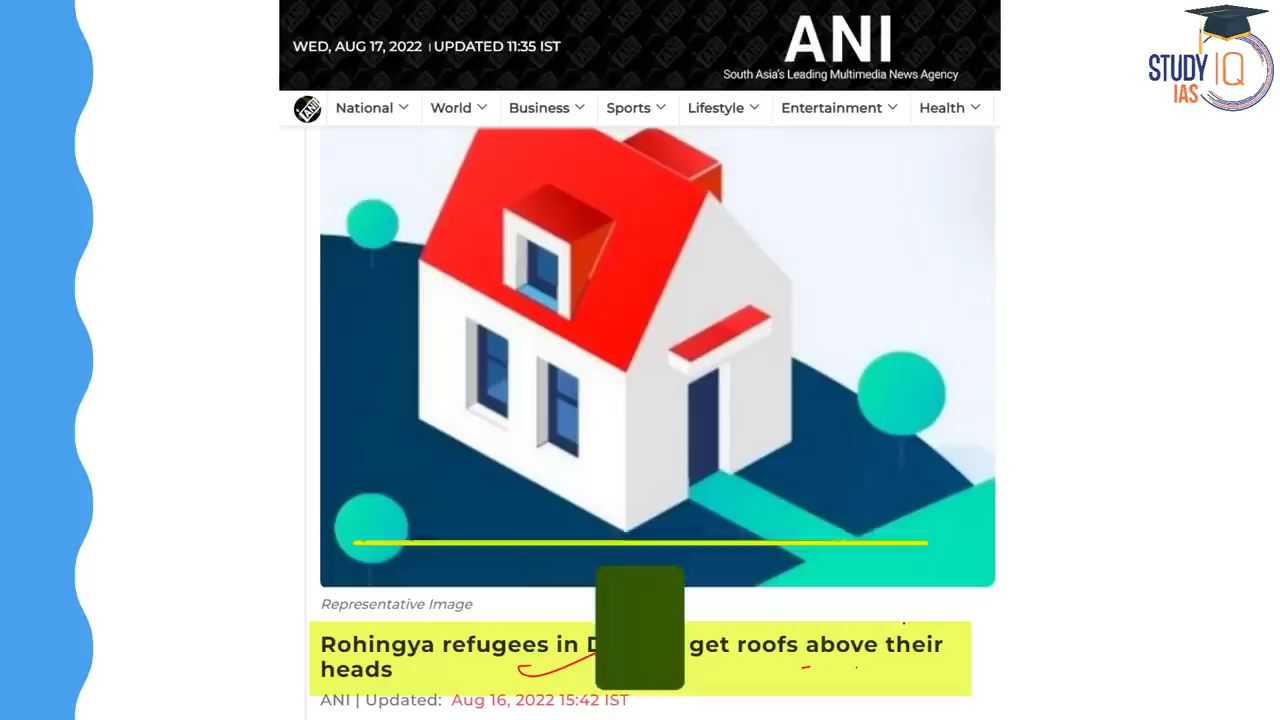 WED, AUG 17, 2022 | UPDATED 11:35 IST
ANI
South Asia's Leading Multimedia News Agency
STUDY IQ
IAS
ANI National World Business Sports Lifestyle Entertainment Health
Representative Image
Rohingya refugees in get roofs above their
heads
ANI | Updated: Aug 16, 2022 15:42 IST